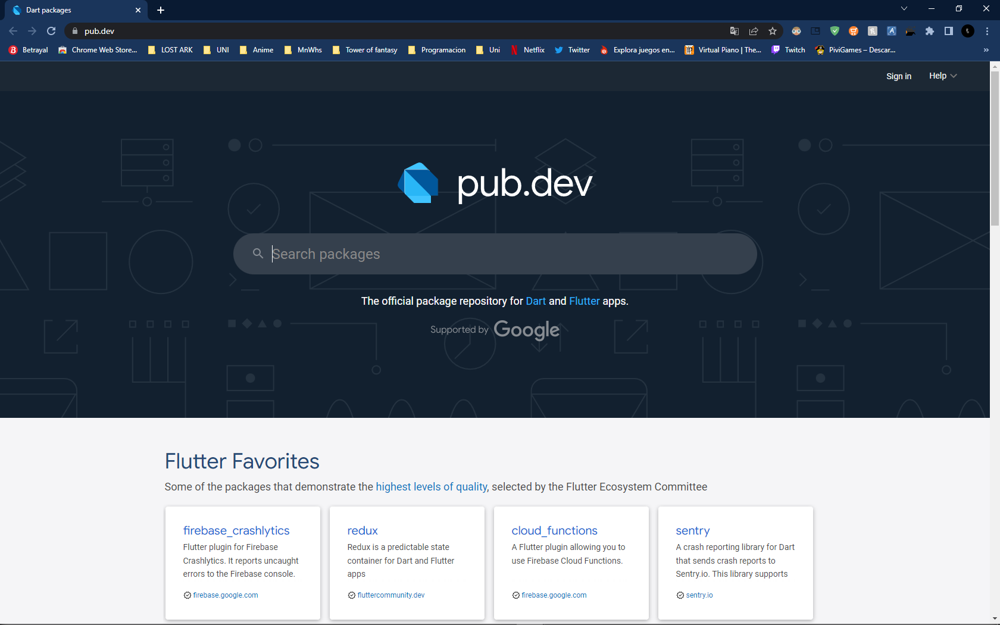 Dart packages
pub.dev
Betrayal
Chrome Web Store...
LOST ARK
UNI
Anime
MnWhs
Tower of fantasy
Programacion
Uni
Netflix
Twitter
Explora juegos en...
Virtual Piano | The...
Twitch
PiviGames – Descar...
»
Sign in
Help
pub.dev
Search packages
The official package repository for Dart and Flutter apps.
Supported by Google
Flutter Favorites
Some of the packages that demonstrate the highest levels of quality, selected by the Flutter Ecosystem Committee
firebase_crashlytics
Flutter plugin for Firebase
Crashlytics. It reports uncaught
errors to the Firebase console.
firebase.google.com
redux
Redux is a predictable state
container for Dart and Flutter
apps
fluttercommunity.dev
cloud_functions
A Flutter plugin allowing you to
use Firebase Cloud Functions.
firebase.google.com
sentry
A crash reporting library for Dart
that sends crash reports to
Sentry.io. This library supports
sentry.io